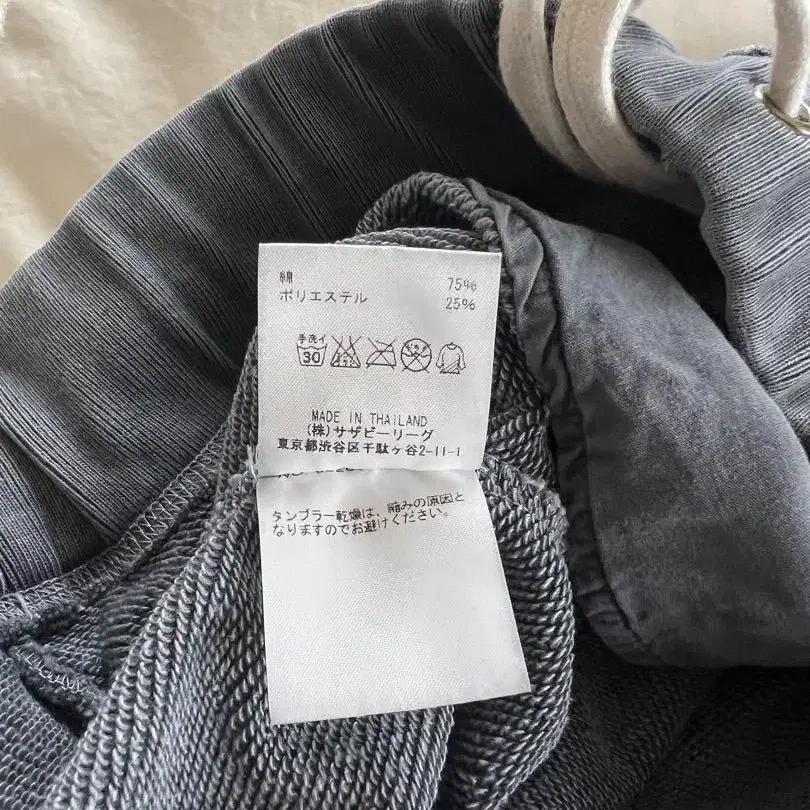 綿 75%
ポリエステル 25%
手洗イ
30
MADE IN THAILAND
(株)サザビーリーグ
東京都渋谷区千駄ヶ谷2-11-1
タンブラー乾燥は、縮みの原因と
なりますのでお避けください。